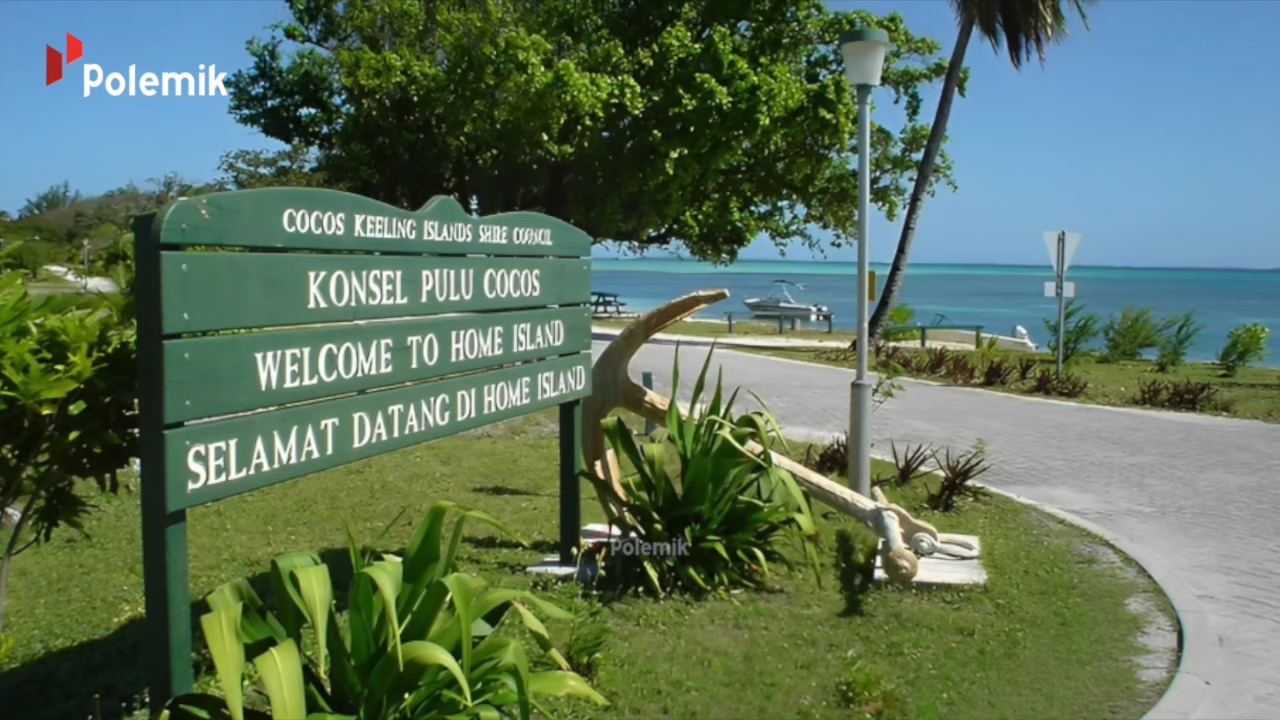 Polemik
COCOS KEELING ISLANDS SHIRE COUNCIL
KONSEL PULU COCOS
WELCOME TO HOME ISLAND
SELAMAT DATANG DI HOME ISLAND
Polemik